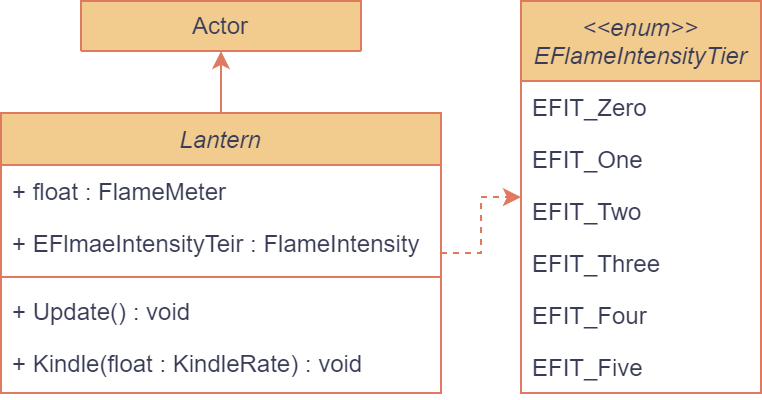 Actor
Lantern
+ float : FlameMeter
+ EFlmaeIntensityTeir : FlameIntensity
+ Update() : void
+ Kindle(float : KindleRate) : void
<<enum>>
EFlameIntensityTier
EFIT_Zero
EFIT_One
EFIT_Two
EFIT_Three
EFIT_Four
EFIT_Five